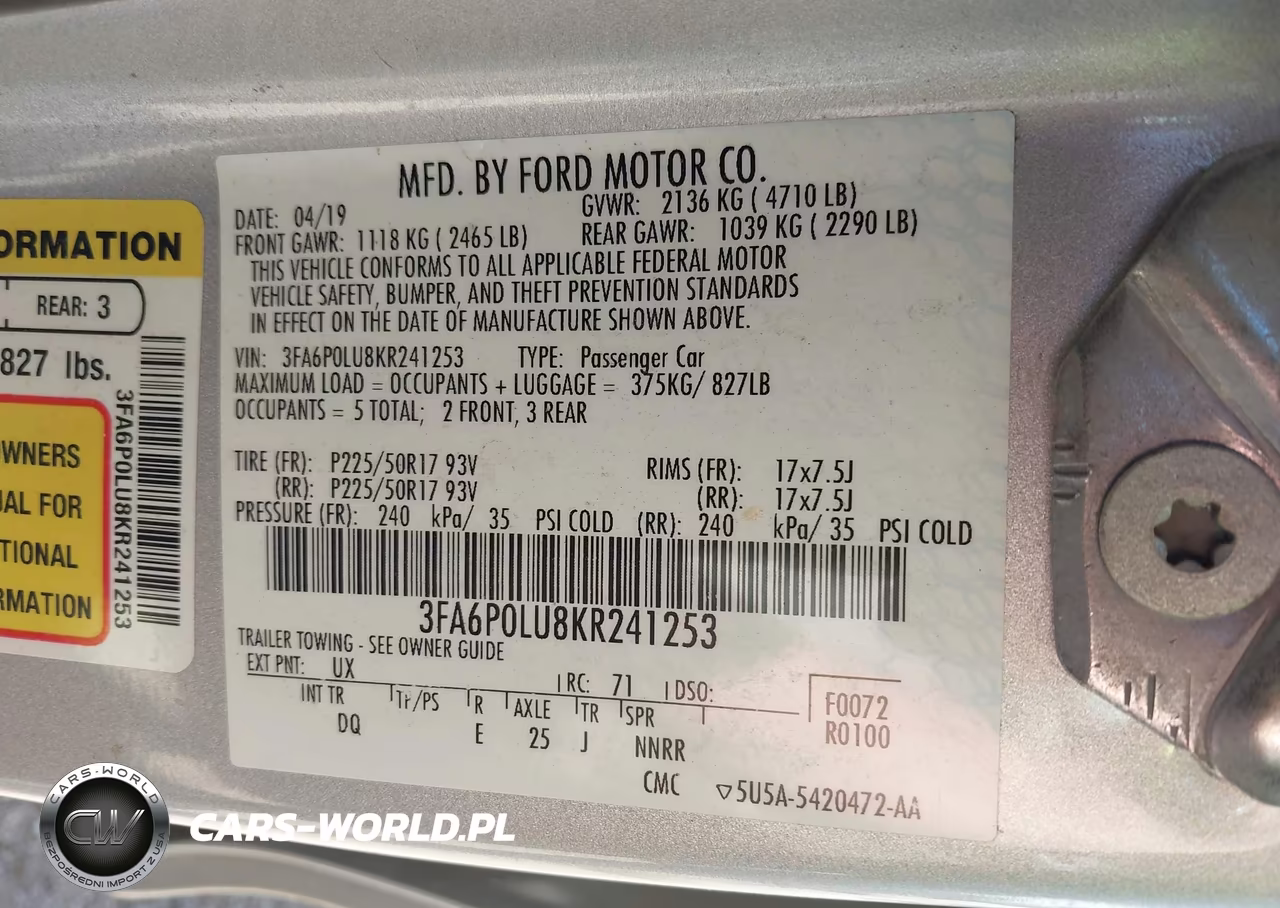 ORMATION
REAR: 3
827 lbs.
WNERS
UAL FOR
TIONAL
RMATION
3FA6P0LU8KR241253
MFD. BY FORD MOTOR CO.
DATE: 04/19
GVWR: 2136 KG ( 4710 LB)
FRONT GAWR: 1118 KG ( 2465 LB)
REAR GAWR: 1039 KG ( 2290 LB)
THIS VEHICLE CONFORMS TO ALL APPLICABLE FEDERAL MOTOR
VEHICLE SAFETY, BUMPER, AND THEFT PREVENTION STANDARDS
IN EFFECT ON THE DATE OF MANUFACTURE SHOWN ABOVE.
VIN: 3FA6P0LU8KR241253 TYPE: Passenger Car
MAXIMUM LOAD = OCCUPANTS + LUGGAGE = 375KG/ 827LB
OCCUPANTS = 5 TOTAL; 2 FRONT, 3 REAR
TIRE (FR): P225/50R17 93V RIMS (FR): 17x7.5J
(RR): P225/50R17 93V (RR): 17x7.5J
PRESSURE (FR): 240 kPa/ 35 PSI COLD (RR): 240 kPa/ 35 PSI COLD
3FA6P0LU8KR241253
TRAILER TOWING - SEE OWNER GUIDE
EXT PNT: UX RC: 71 DSO:
INT TR TP/PS R AXLE TR SPR F0072
DQ E 25 J NNRR R0100
CMC ▽5U5A-5420472-AA
CARS-WORLD
CW
BEZPOŚREDNI IMPORT Z USA
CARS-WORLD.PL